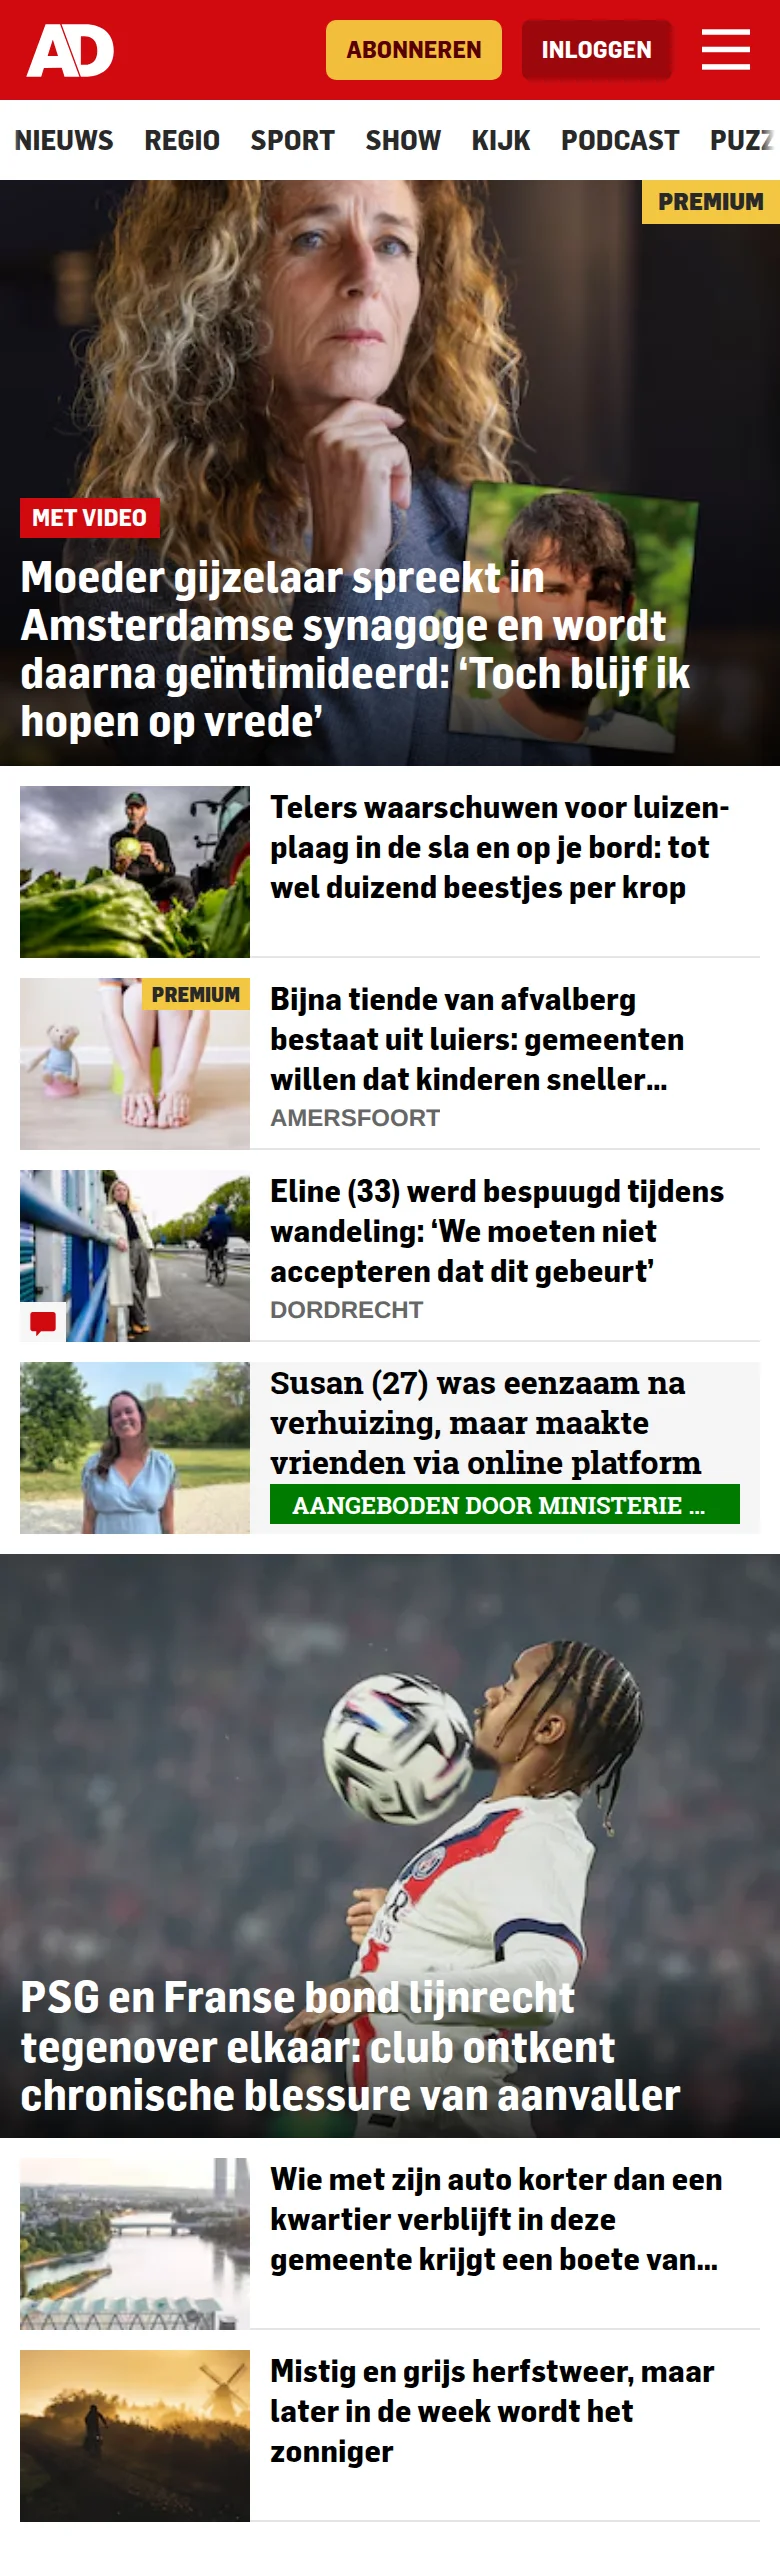 AD
ABONNEREN
INLOGGEN
NIEUWS REGIO SPORT SHOW KIJK PODCAST PUZZ
PREMIUM
MET VIDEO
Moeder gijzelaar spreekt in
Amsterdamse synagoge en wordt
daarna geïntimideerd: ‘Toch blijf ik
hopen op vrede’
Telers waarschuwen voor luizen-
plaag in de sla en op je bord: tot
wel duizend beestjes per krop
PREMIUM
Bijna tiende van afvalberg
bestaat uit luiers: gemeenten
willen dat kinderen sneller...
AMERSFOORT
Eline (33) werd bespuugd tijdens
wandeling: ‘We moeten niet
accepteren dat dit gebeurt’
DORDRECHT
Susan (27) was eenzaam na
verhuizing, maar maakte
vrienden via online platform
AANGEBODEN DOOR MINISTERIE ...
PSG en Franse bond lijnrecht
tegenover elkaar: club ontkent
chronische blessure van aanvaller
Wie met zijn auto korter dan een
kwartier verblijft in deze
gemeente krijgt een boete van...
Mistig en grijs herfstweer, maar
later in de week wordt het
zonniger